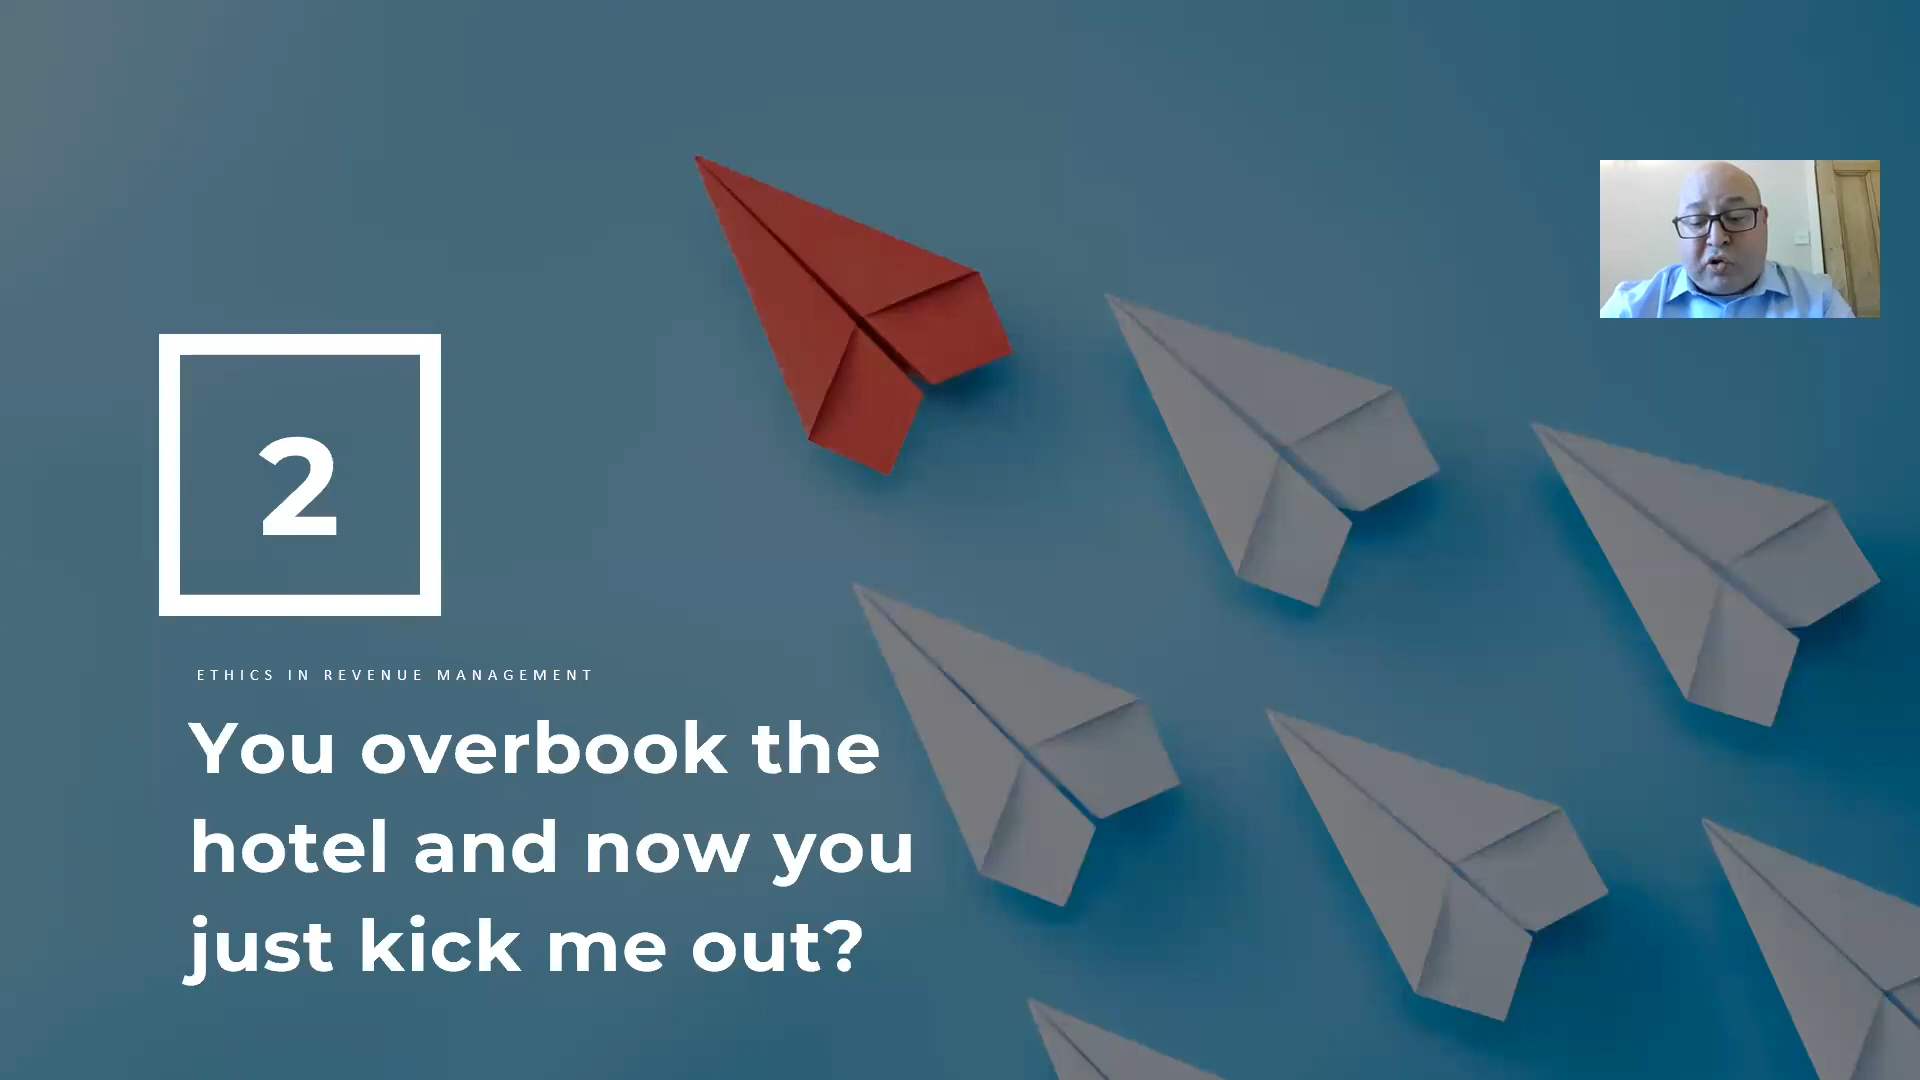 2
ETHICS IN REVENUE MANAGEMENT
You overbook the
hotel and now you
just kick me out?